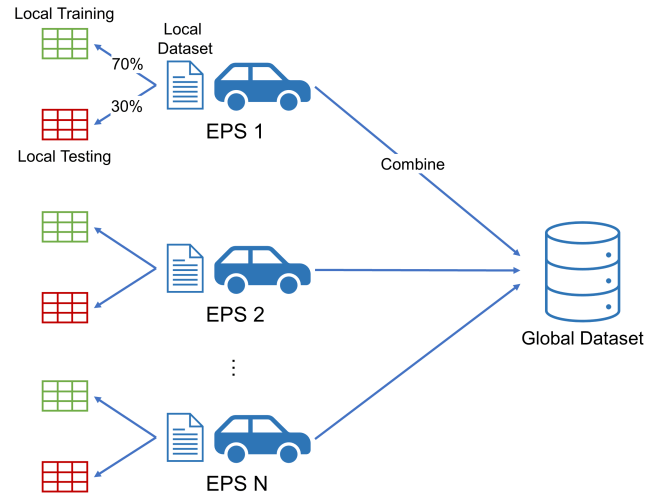 Local Training
Local
Dataset
70%
30%
EPS 1
Local Testing
Combine
EPS 2
Global Dataset
⋮
EPS N